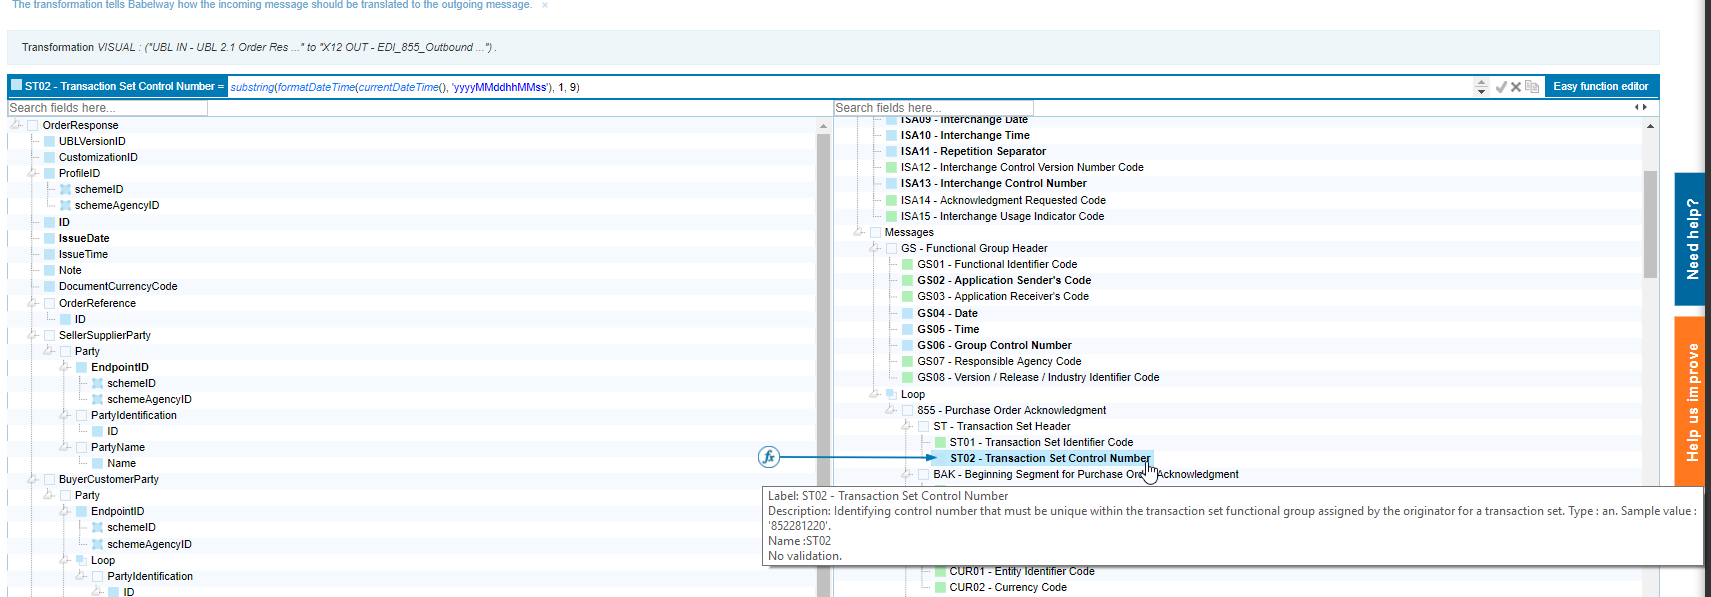 The transformation tells Babelway how the incoming message should be translated to the outgoing message. ×
Transformation VISUAL : ("UBL IN - UBL 2.1 Order Res ..." to "X12 OUT - EDI_855_Outbound ...") .
ST02 - Transaction Set Control Number = substring(formatDateTime(currentDateTime(), 'yyyyMMddhhMMss'), 1, 9)
Easy function editor
Search fields here...
OrderResponse
UBLVersionID
CustomizationID
ProfileID
schemeID
schemeAgencyID
ID
IssueDate
IssueTime
Note
DocumentCurrencyCode
OrderReference
ID
SellerSupplierParty
Party
EndpointID
schemeID
schemeAgencyID
PartyIdentification
ID
PartyName
Name
BuyerCustomerParty
Party
EndpointID
schemeID
schemeAgencyID
Loop
PartyIdentification
ID
Search fields here...
ISA09 - Interchange Date
ISA10 - Interchange Time
ISA11 - Repetition Separator
ISA12 - Interchange Control Version Number Code
ISA13 - Interchange Control Number
ISA14 - Acknowledgment Requested Code
ISA15 - Interchange Usage Indicator Code
Messages
GS - Functional Group Header
GS01 - Functional Identifier Code
GS02 - Application Sender's Code
GS03 - Application Receiver's Code
GS04 - Date
GS05 - Time
GS06 - Group Control Number
GS07 - Responsible Agency Code
GS08 - Version / Release / Industry Identifier Code
Loop
855 - Purchase Order Acknowledgment
ST - Transaction Set Header
ST01 - Transaction Set Identifier Code
fx
ST02 - Transaction Set Control Number
BAK - Beginning Segment for Purchase Order Acknowledgment
Label: ST02 - Transaction Set Control Number
Description: Identifying control number that must be unique within the transaction set functional group assigned by the originator for a transaction set. Type : an. Sample value :
'852281220'.
Name :ST02
No validation.
CUR01 - Entity Identifier Code
CUR02 - Currency Code
Need help?
Help us improve